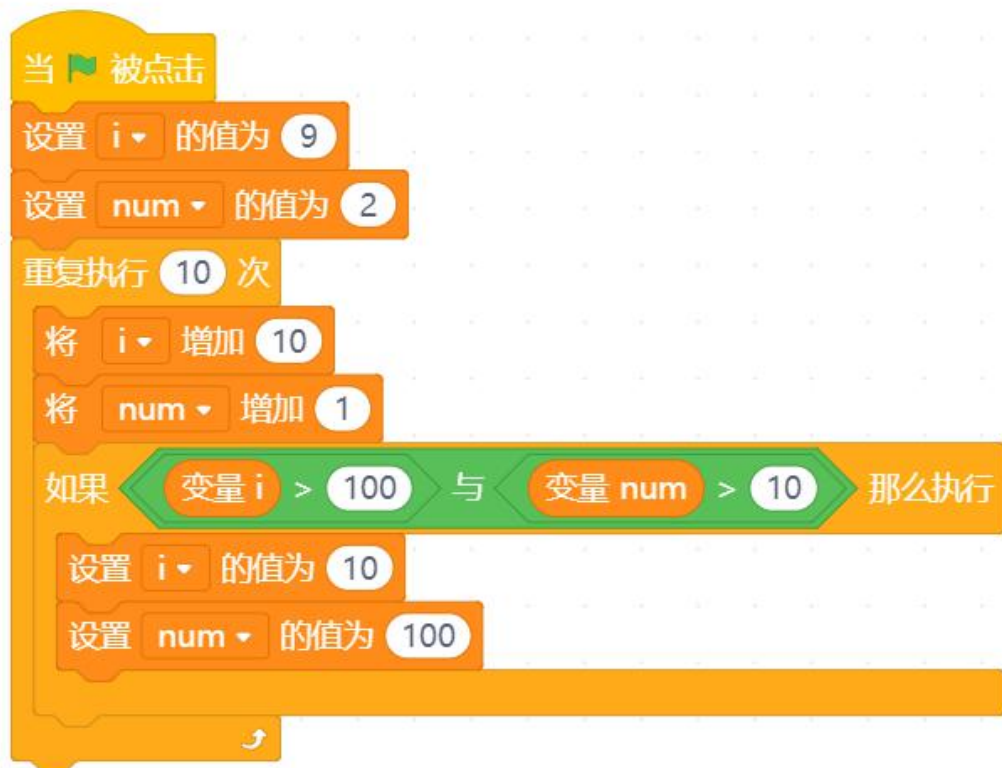 当 被点击
设置 i 的值为 9
设置 num 的值为 2
重复执行 10 次
将 i 增加 10
将 num 增加 1
如果 变量 i > 100 与 变量 num > 10 那么执行
设置 i 的值为 10
设置 num 的值为 100